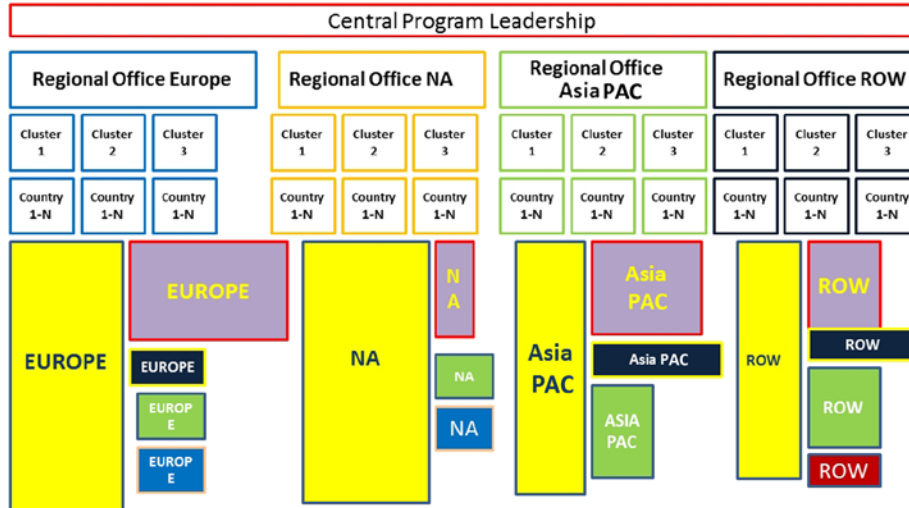 Central Program Leadership
Regional Office Europe
Regional Office NA
Regional Office
Asia PAC
Regional Office ROW
Cluster
1
Cluster
2
Cluster
3
Cluster
1
Cluster
2
Cluster
3
Cluster
1
Cluster
2
Cluster
3
Cluster
1
Cluster
2
Cluster
3
Country
1-N
Country
1-N
Country
1-N
Country
1-N
Country
1-N
Country
1-N
Country
1-N
Country
1-N
Country
1-N
Country
1-N
Country
1-N
Country
1-N
EUROPE
EUROPE
EUROPE
EUROP
E
EUROP
E
NA
N
A
NA
NA
Asia
PAC
Asia
PAC
Asia PAC
ASIA
PAC
ROW
ROW
ROW
ROW
ROW